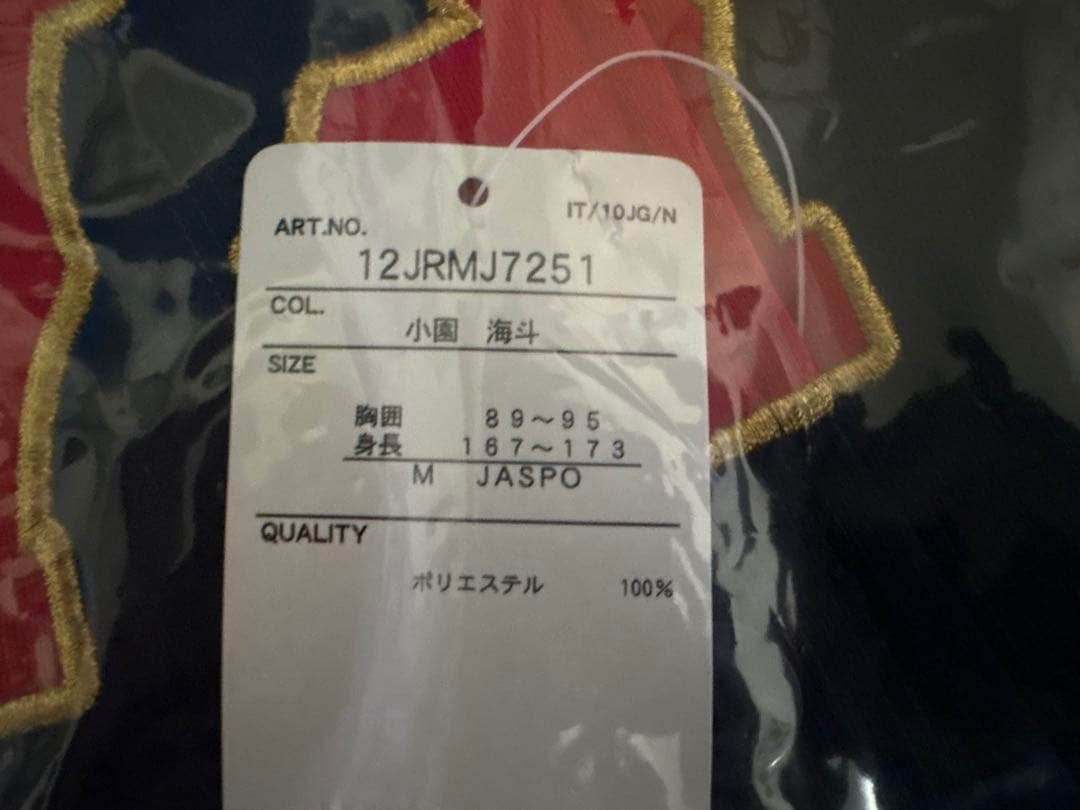 IT/10JG/N
ART.NO.
12JRMJ7251
COL.
小園 海斗
SIZE
胸囲 89～95
身長 167～173
M JASPO
QUALITY
ポリエステル 100%